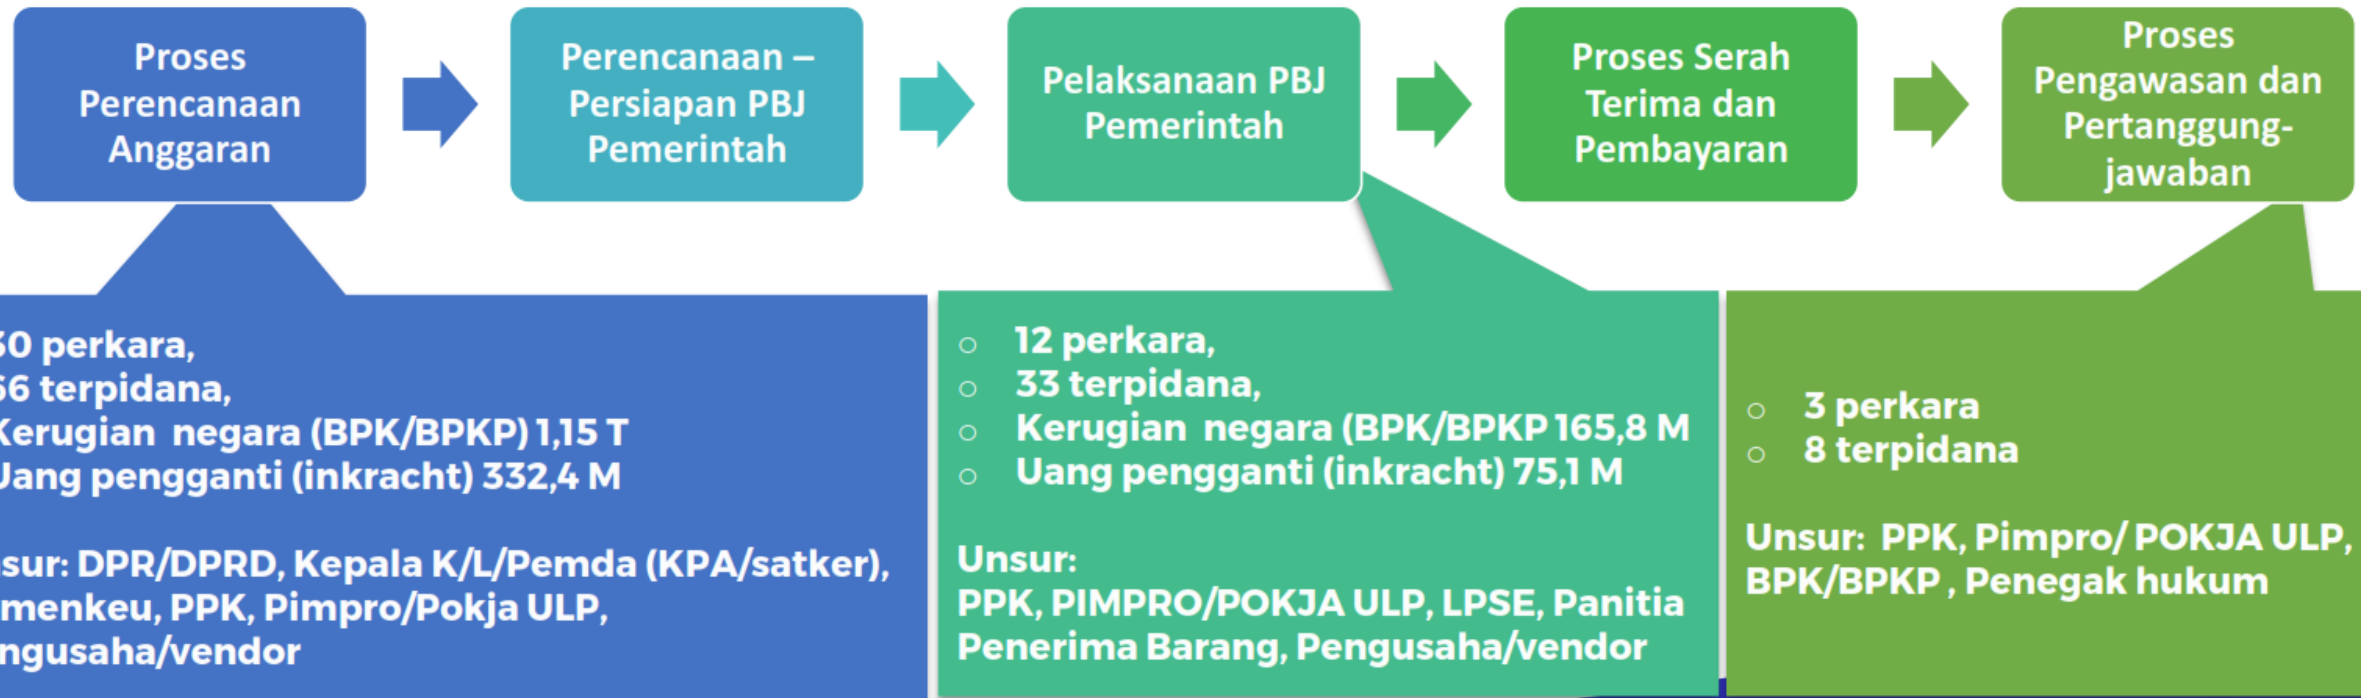 Proses
Perencanaan
Anggaran
Perencanaan –
Persiapan PBJ
Pemerintah
Pelaksanaan PBJ
Pemerintah
Proses Serah
Terima dan
Pembayaran
Proses
Pengawasan dan
Pertanggung-
jawaban
perkara,
terpidana,
Kerugian negara (BPK/BPKP) 1,15 T
Uang pengganti (inkracht) 332,4 M
DPR/DPRD, Kepala K/L/Pemda (KPA/satker),
PPK, Pimpro/Pokja ULP,
○ 12 perkara,
○ 33 terpidana,
○ Kerugian negara (BPK/BPKP 165,8 M
○ Uang pengganti (inkracht) 75,1 M
Unsur:
PPK, PIMPRO/POKJA ULP, LPSE, Panitia
Penerima Barang, Pengusaha/vendor
○ 3 perkara
○ 8 terpidana
Unsur: PPK, Pimpro/ POKJA ULP,
BPK/BPKP , Penegak hukum